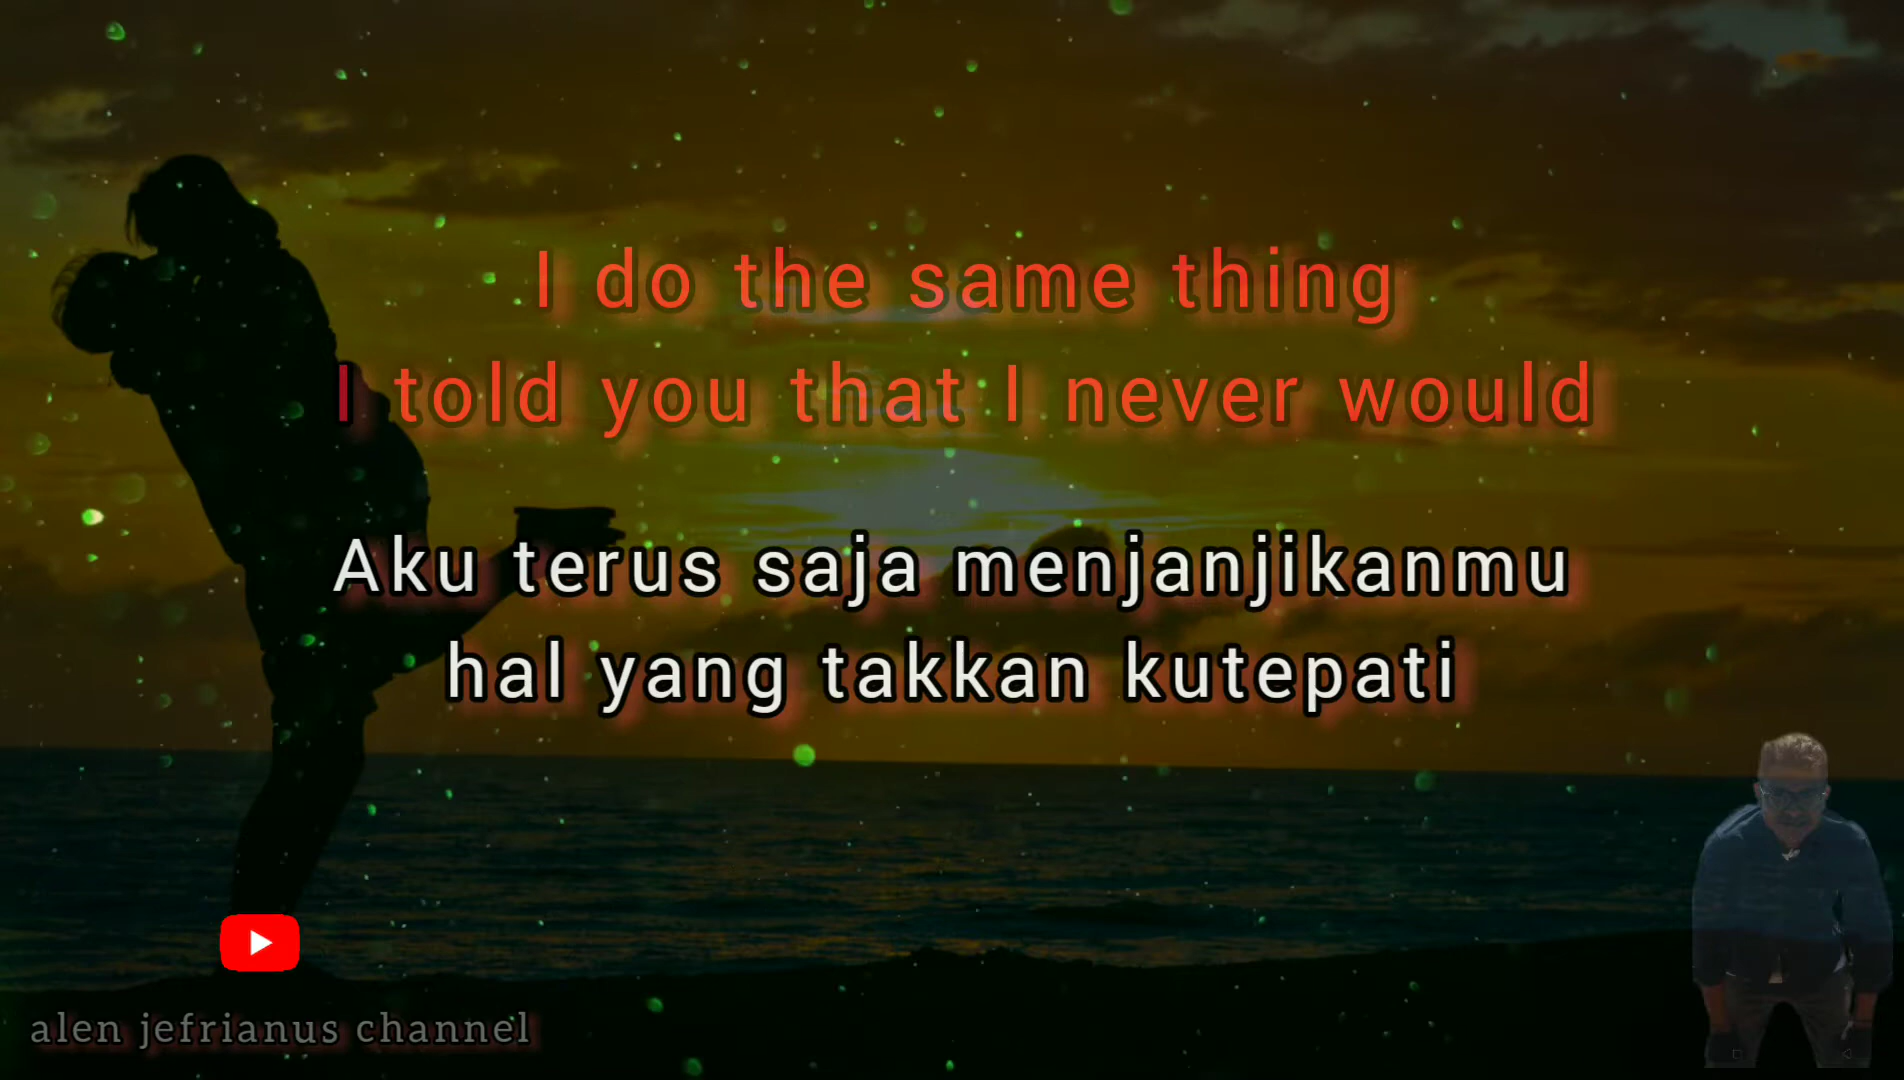 I do the same thing
I told you that I never would
Aku terus saja menjanjikanmu
hal yang takkan kutepati
alen jefrianus channel